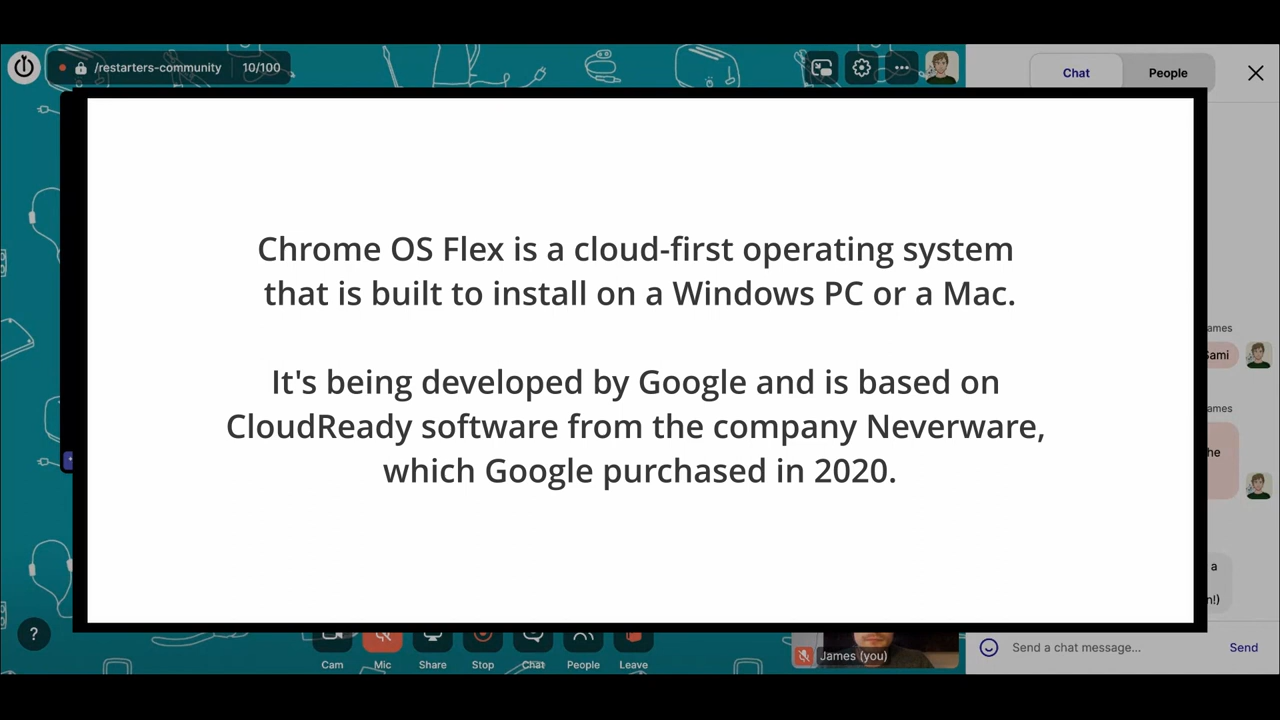 /restarters-community 10/100
Chat People
Chrome OS Flex is a cloud-first operating system
that is built to install on a Windows PC or a Mac.
It's being developed by Google and is based on
CloudReady software from the company Neverware,
which Google purchased in 2020.
a
?
Cam Mic Share Stop Chat People Leave
James (you)
Send a chat message... Send